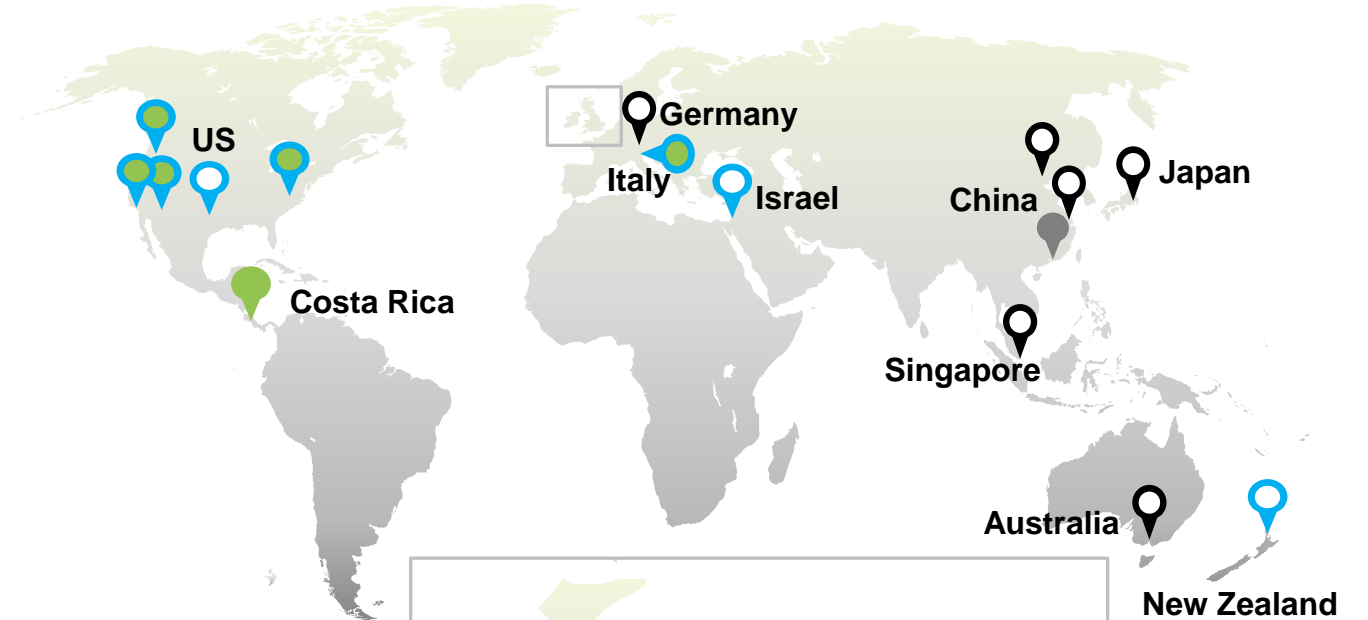 Germany
US
Japan
Italy
Israel
China
Costa Rica
Singapore
Australia
New Zealand